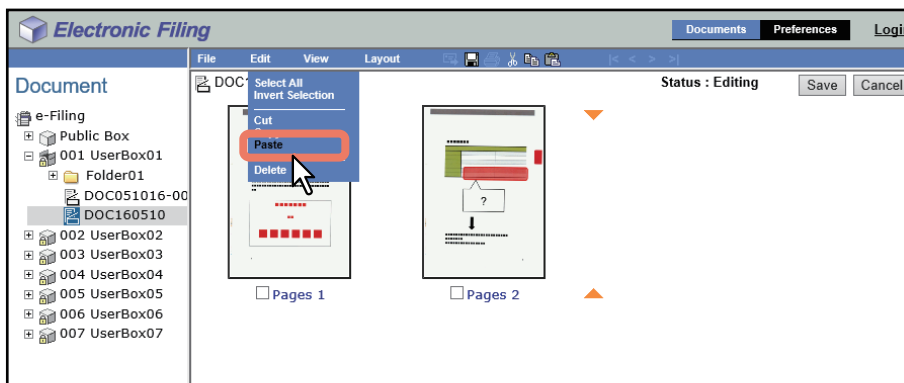 Electronic Filing
Documents Preferences
File Edit View Layout
Document
Status : Editing
Save Cancel
Select All
Invert Selection
Cut
Paste
Delete
e-Filing
Public Box
001 UserBox01
Folder01
DOC051016-00
DOC160510
002 UserBox02
003 UserBox03
004 UserBox04
005 UserBox05
006 UserBox06
007 UserBox07
?
Pages 1
Pages 2